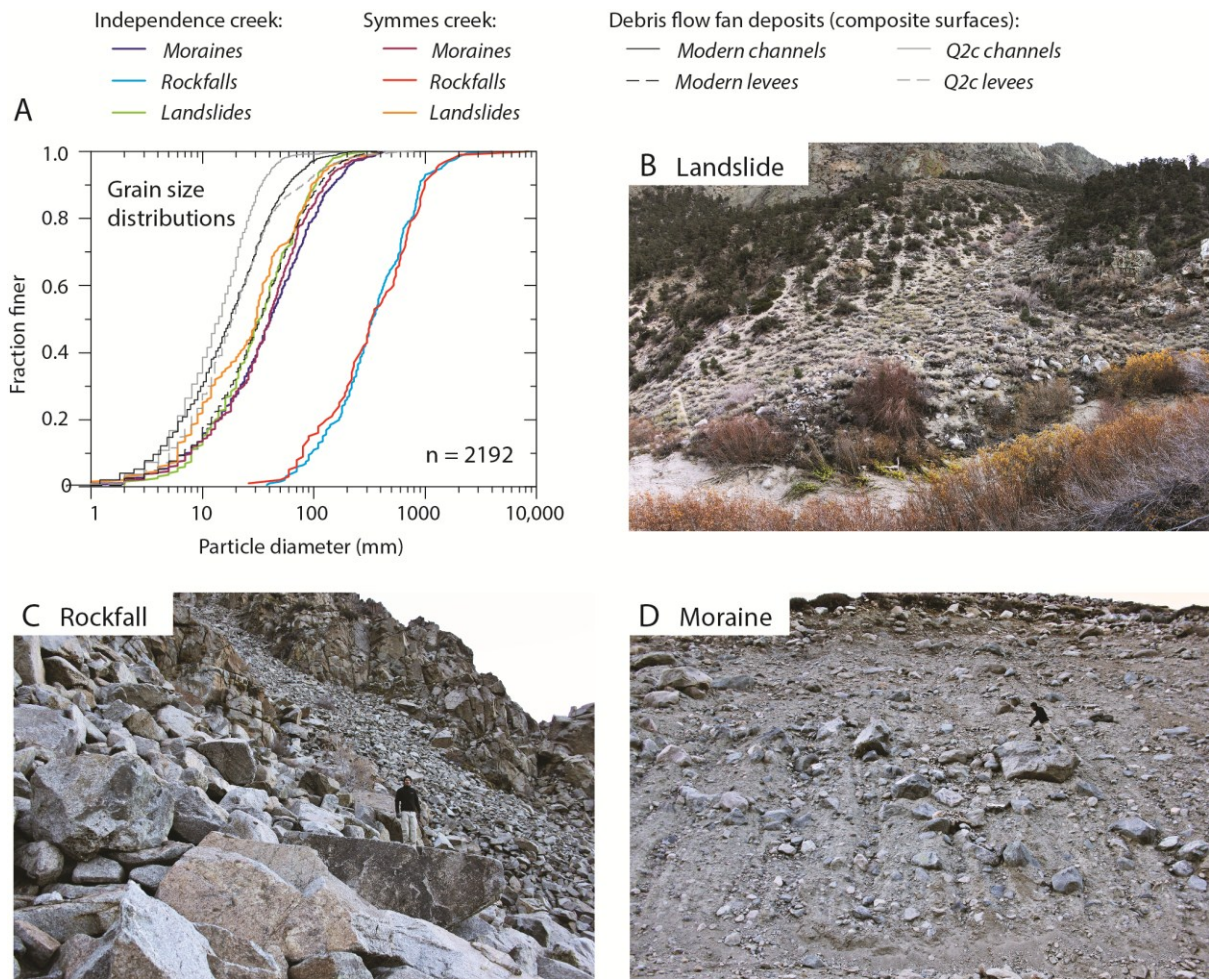 Independence creek:
Moraines
Rockfalls
Landslides
Symmes creek:
Moraines
Rockfalls
Landslides
Debris flow fan deposits (composite surfaces):
Modern channels
Modern levees
Q2c channels
Q2c levees
A
Grain size
distributions
n = 2192
Fraction finer
1.0
0.8
0.6
0.4
0.2
0
1
10
100
1000
10,000
Particle diameter (mm)
B Landslide
C Rockfall
D Moraine